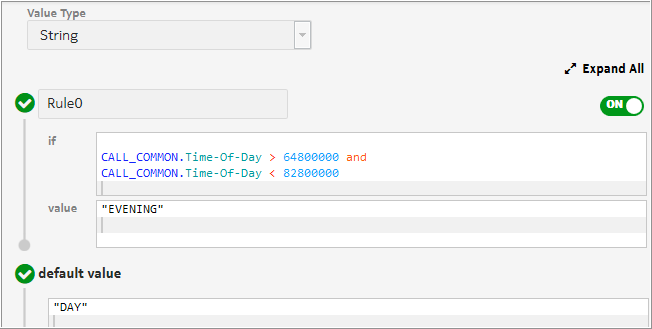 Value Type
String
Expand All
Rule0
ON
if
CALL_COMMON.Time-Of-Day > 64800000 and
CALL_COMMON.Time-Of-Day < 82800000
value
"EVENING"
default value
"DAY"